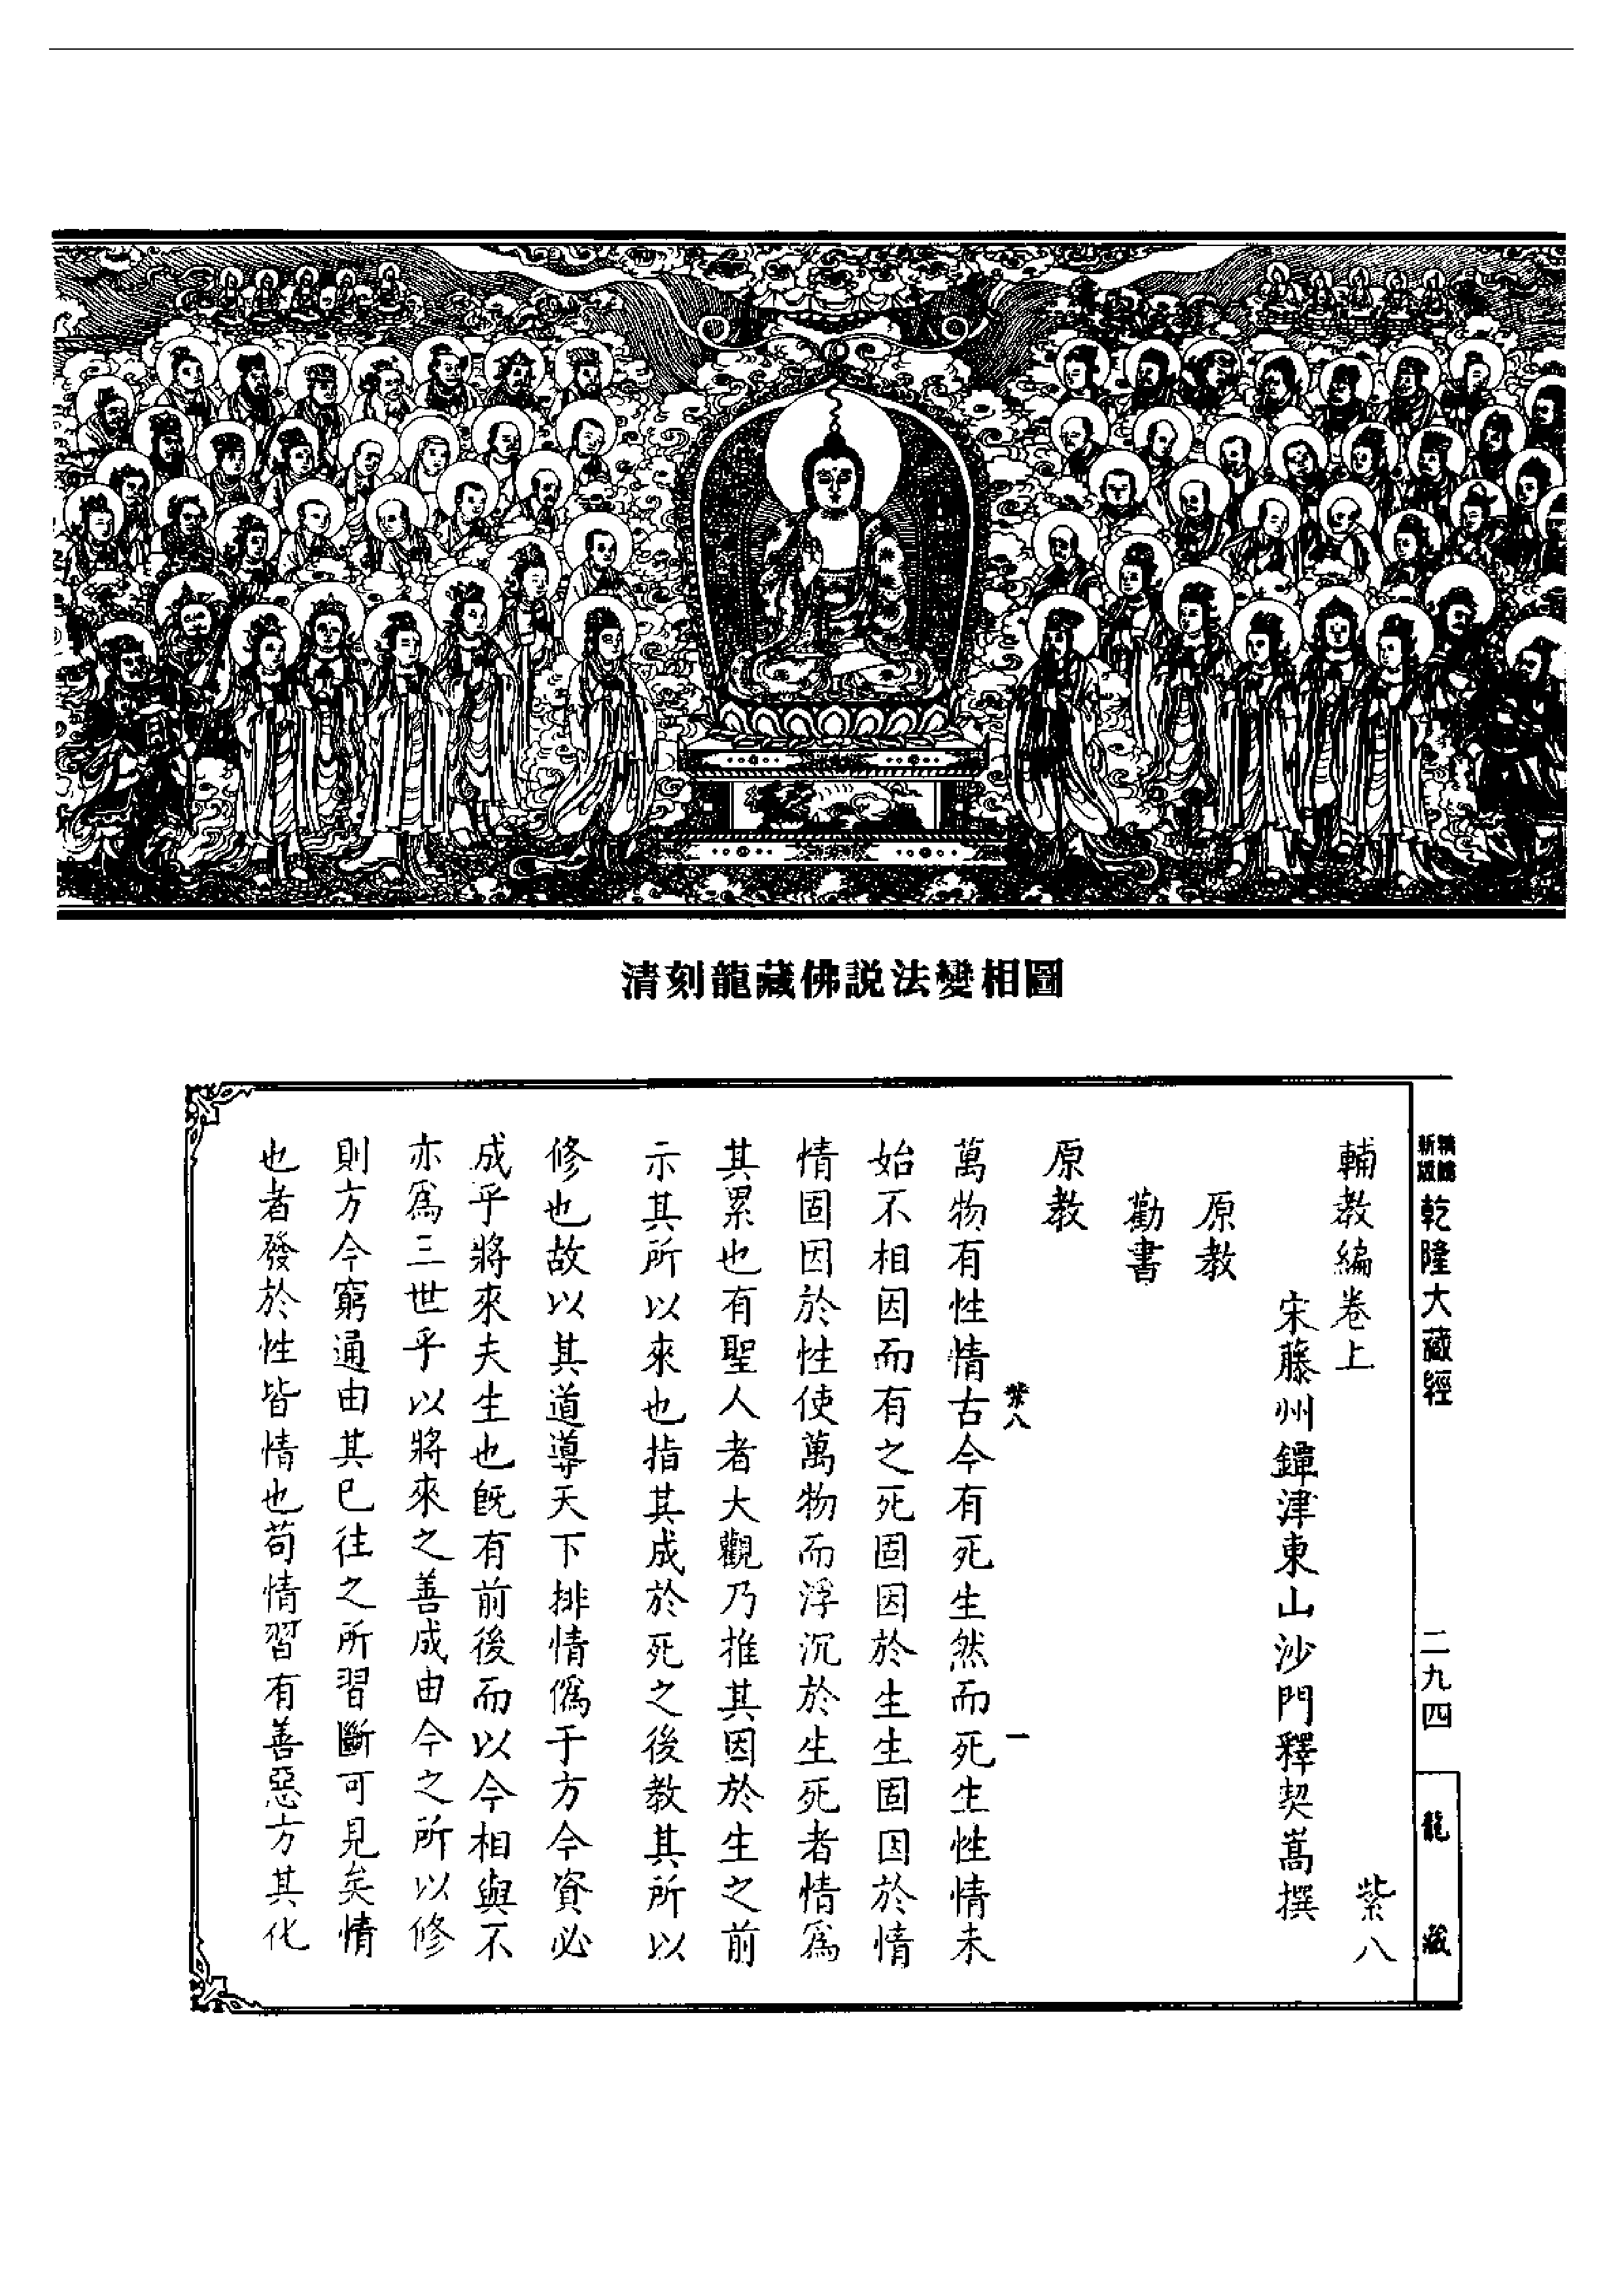 清刻龍藏佛説法變相圖
新版 精縮
乾隆大藏經
二九四
龍藏
輔教編卷上
紫八
宋藤州鐔津東山沙門釋契嵩撰
原教
勸書
原教
紫八
一
萬物有性情古今有死生然而死生性情未
始不相因而有之死固因於生生固因於情
情固因於性使萬物而浮沉於生死者情爲
其累也有聖人者大觀乃推其因於生之前
示其所以來也指其成於死之後教其所以
修也故以其道導天下排情僞于方今資必
成乎將來夫生也旣有前後而以今相與不
亦爲三世乎以將來之善成由今之所以修
則方今窮通由其已往之所習斷可見矣情
也者發於性皆情也苟情習有善惡方其化